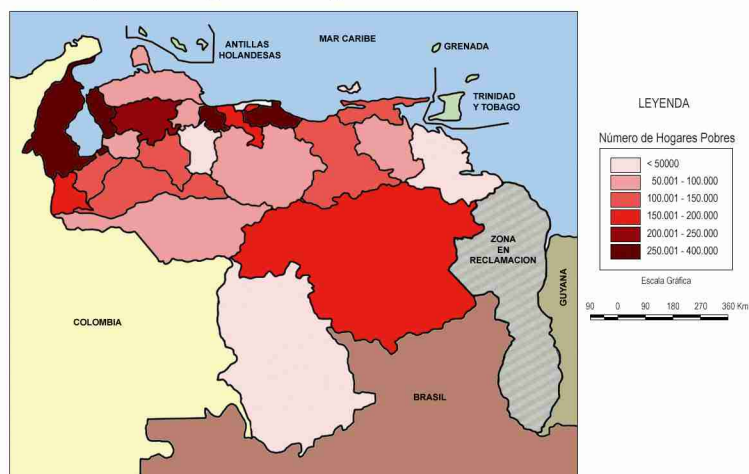 MAR CARIBE
ANTILLAS
HOLANDESAS
GRENADA
TRINIDAD
Y TOBAGO
ZONA
EN
RECLAMACION
GUYANA
COLOMBIA
BRASIL
LEYENDA
Número de Hogares Pobres
< 50000
50.001 - 100.000
100.001 - 150.000
150.001 - 200.000
200.001 - 250.000
250.001 - 400.000
Escala Gráfica
90 0 90 180 270 360 Km